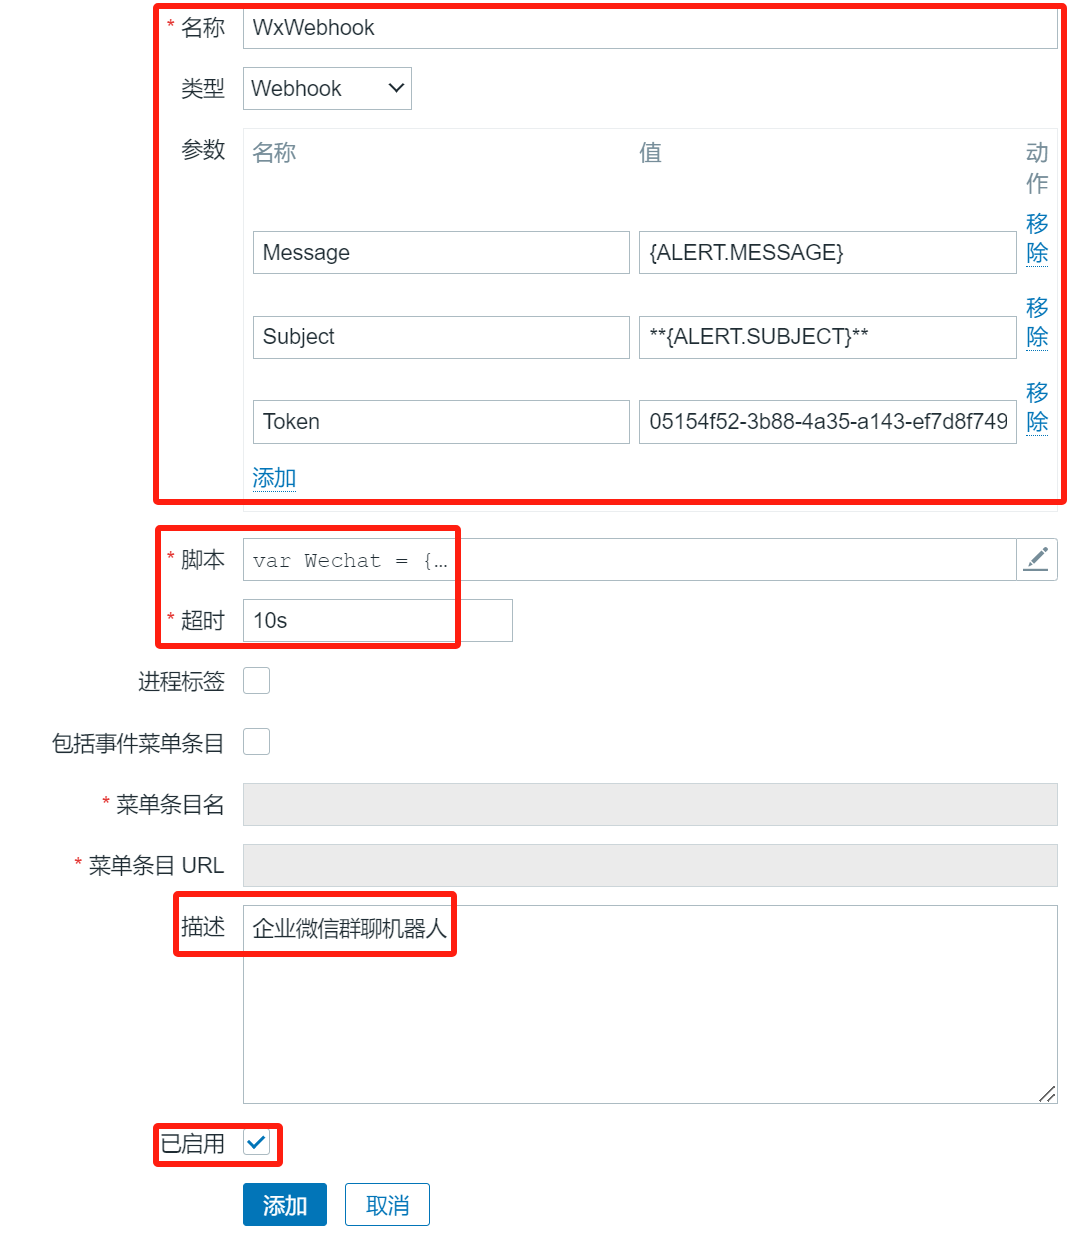 * 名称 WxWebhook
类型 Webhook
参数 名称 值 动作
Message {ALERT.MESSAGE} 移除
Subject **{ALERT.SUBJECT}** 移除
Token 05154f52-3b88-4a35-a143-ef7d8f749 移除
添加
* 脚本 var Wechat = {...
* 超时 10s
进程标签
包括事件菜单条目
* 菜单条目名
* 菜单条目 URL
描述 企业微信群聊机器人
已启用
添加 取消